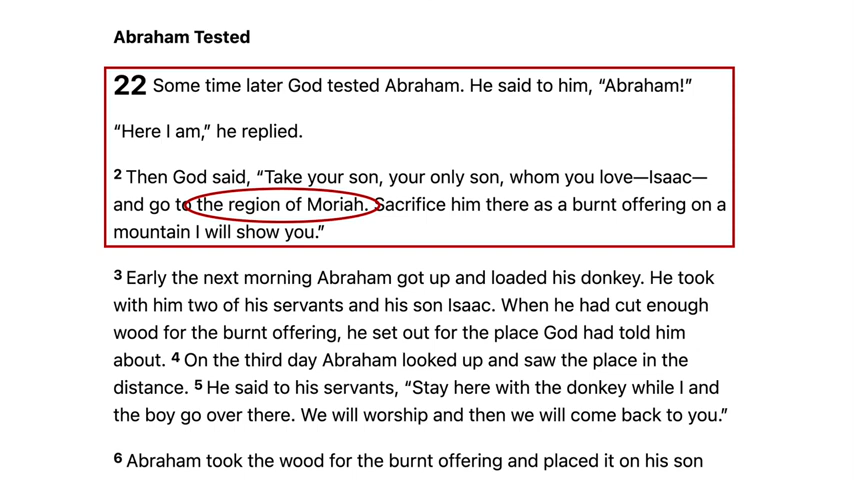 Abraham Tested
22 Some time later God tested Abraham. He said to him, “Abraham!”
“Here I am,” he replied.
2 Then God said, “Take your son, your only son, whom you love—Isaac—
and go to the region of Moriah. Sacrifice him there as a burnt offering on a
mountain I will show you.”
3 Early the next morning Abraham got up and loaded his donkey. He took
with him two of his servants and his son Isaac. When he had cut enough
wood for the burnt offering, he set out for the place God had told him
about. 4 On the third day Abraham looked up and saw the place in the
distance. 5 He said to his servants, “Stay here with the donkey while I and
the boy go over there. We will worship and then we will come back to you.”
6 Abraham took the wood for the burnt offering and placed it on his son